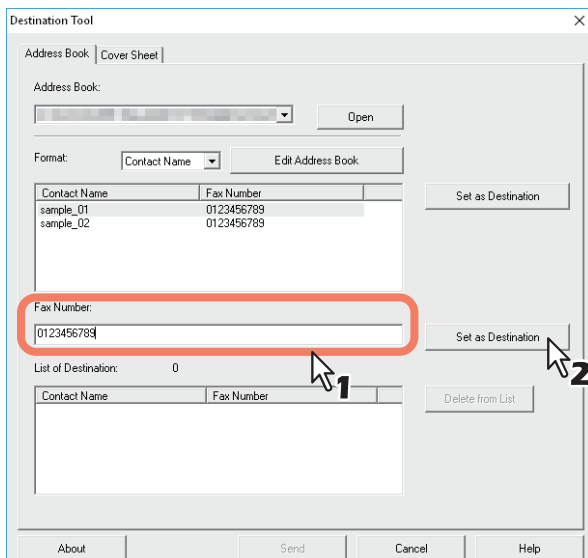 Destination Tool
Address Book Cover Sheet
Address Book:
Open
Format: Contact Name Edit Address Book
Contact Name Fax Number
sample_01 0123456789
sample_02 0123456789
Set as Destination
Fax Number:
0123456789
Set as Destination
1
2
List of Destination: 0
Contact Name Fax Number
Delete from List
About Send Cancel Help